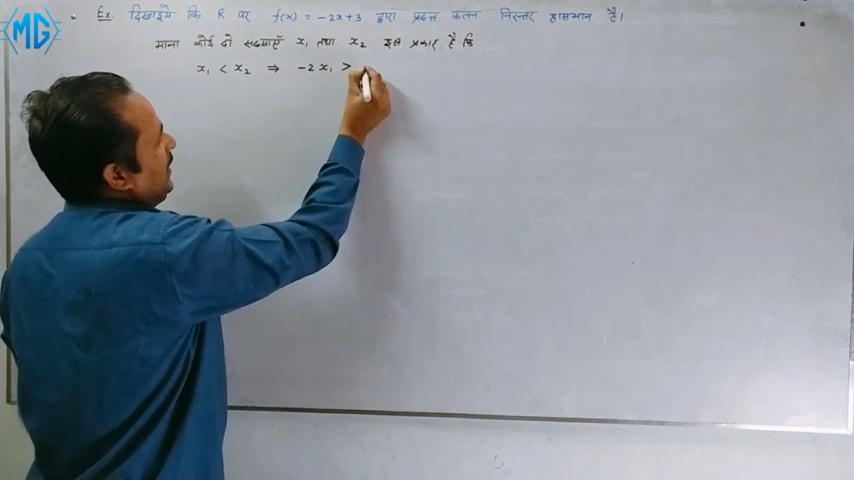 MG
Ex. दिखाइये कि R पर f(x) = -2x+3 द्वारा प्रदत्त फलन निरन्तर ह्रासमान है।
माना कोई दो संख्याएँ x₁ तथा x₂ इस प्रकार है कि
x₁ < x₂ ⇒ -2x₁ >